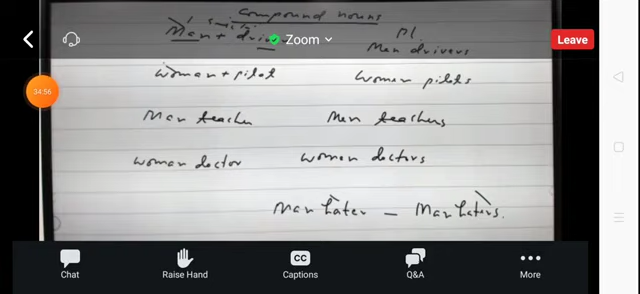 Compound nouns
Man + driver
Pl
Men drivers
Zoom
Leave
34:56
Woman + pilot
Women pilots
Man teacher
Men teachers
Woman doctor
Women doctors
Man hater – Man haters.
Chat
Raise Hand
CC
Captions
Q&A
More